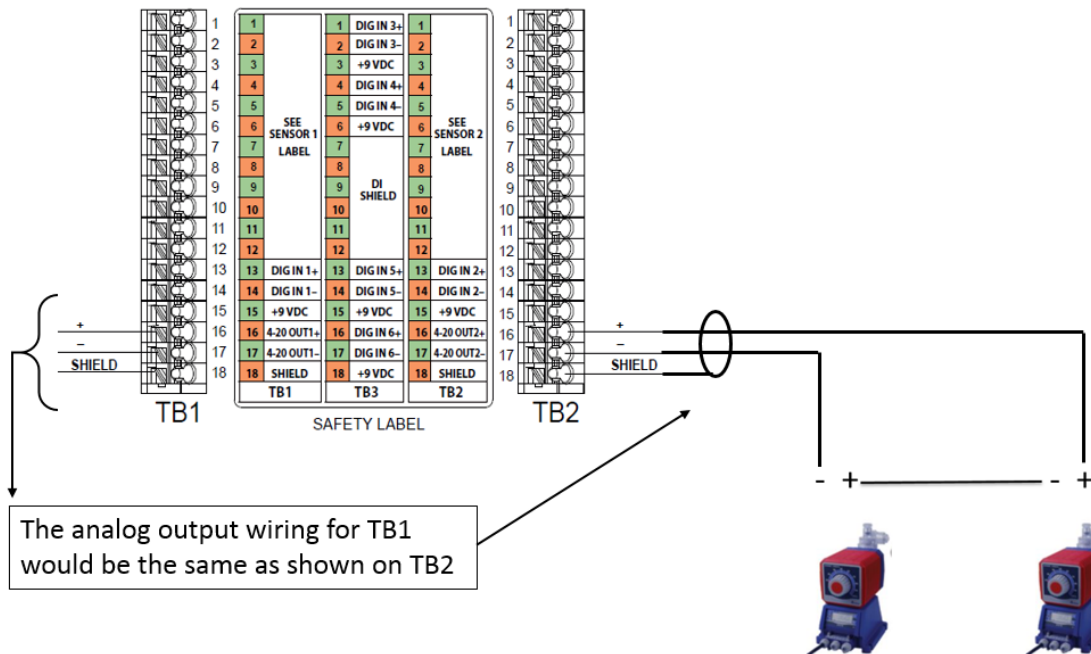 1 1 1 DIG IN 3+ 1 1
2 2 2 DIG IN 3– 2 2
3 3 3 +9 VDC 3 3
4 4 4 DIG IN 4+ 4 4
5 5 5 DIG IN 4– 5 5
6 6 6 +9 VDC 6 6
7 7 7 7 7
8 8 8 8 8
9 9 9 9 9
10 10 10 10 10
11 11 11 11 11
12 12 12 12 12
SEE
SENSOR 1
LABEL
DI
SHIELD
SEE
SENSOR 2
LABEL
13 13 DIG IN 1+ 13 DIG IN 5+ 13 DIG IN 2+ 13
14 14 DIG IN 1– 14 DIG IN 5– 14 DIG IN 2– 14
15 15 +9 VDC 15 +9 VDC 15 +9 VDC 15
+ 16 16 4-20 OUT1+ 16 DIG IN 6+ 16 4-20 OUT2+ 16 +
– 17 17 4-20 OUT1– 17 DIG IN 6– 17 4-20 OUT2– 17 –
SHIELD 18 18 SHIELD 18 +9 VDC 18 SHIELD 18 SHIELD
TB1 TB3 TB2
TB1 TB2
SAFETY LABEL
- + - +
The analog output wiring for TB1
would be the same as shown on TB2